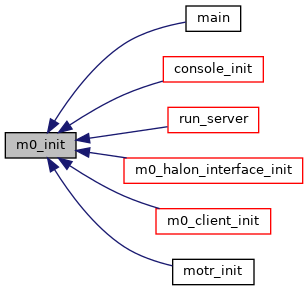 main
console_init
run_server
m0_init
m0_halon_interface_init
m0_client_init
motr_init